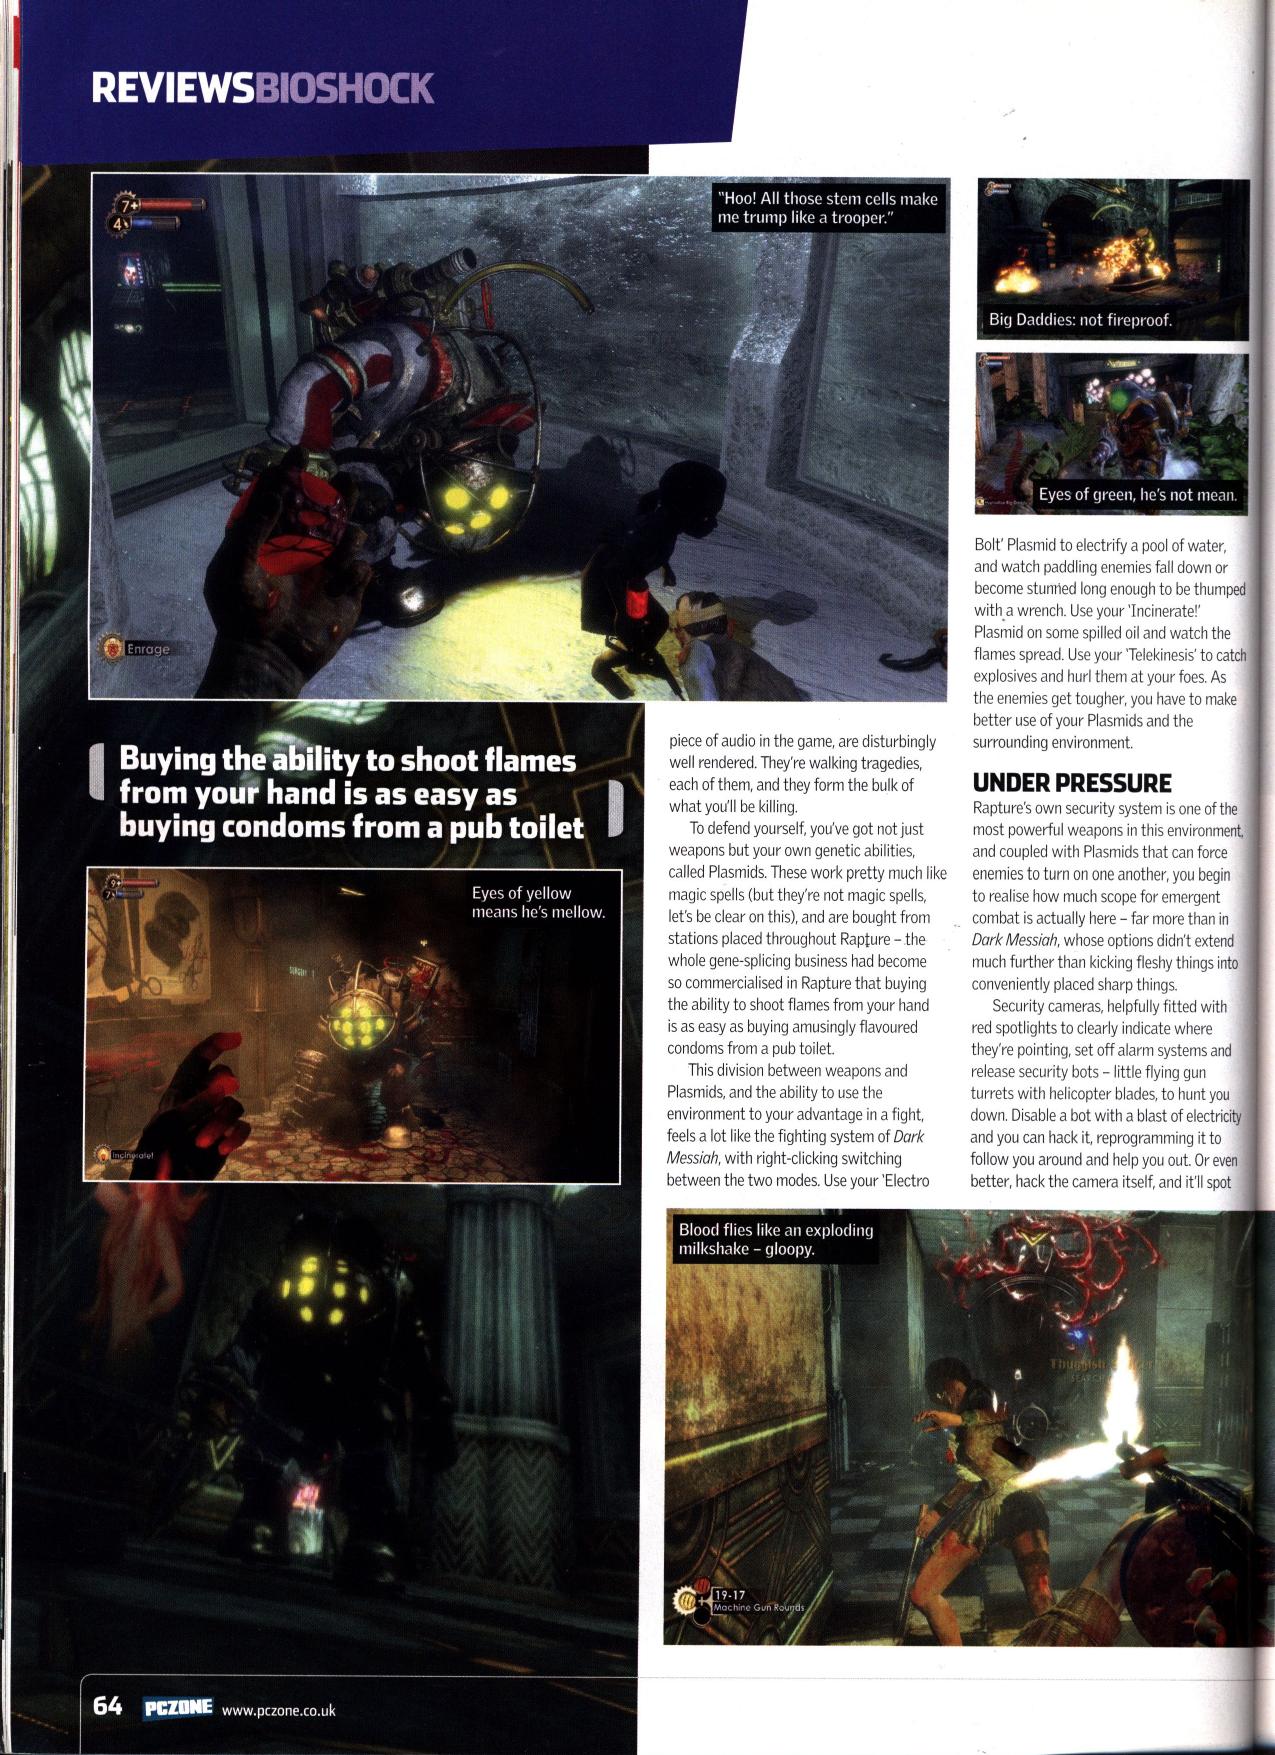 REVIEWSBIOSHOCK
7+
4
"Hoo! All those stem cells make
me trump like a trooper."
Enrage
Big Daddies: not fireproof.
Eyes of green, he's not mean.
Buying the ability to shoot flames
from your hand is as easy as
buying condoms from a pub toilet
9+
7
Eyes of yellow
means he's mellow.
Incinerate!
piece of audio in the game, are disturbingly
well rendered. They're walking tragedies,
each of them, and they form the bulk of
what you'll be killing.
To defend yourself, you've got not just
weapons but your own genetic abilities,
called Plasmids. These work pretty much like
magic spells (but they're not magic spells,
let's be clear on this), and are bought from
stations placed throughout Rapture – the
whole gene-splicing business had become
so commercialised in Rapture that buying
the ability to shoot flames from your hand
is as easy as buying amusingly flavoured
condoms from a pub toilet.
This division between weapons and
Plasmids, and the ability to use the
environment to your advantage in a fight,
feels a lot like the fighting system of Dark
Messiah, with right-clicking switching
between the two modes. Use your 'Electro
Bolt' Plasmid to electrify a pool of water,
and watch paddling enemies fall down or
become stunned long enough to be thumped
with a wrench. Use your 'Incinerate!'
Plasmid on some spilled oil and watch the
flames spread. Use your 'Telekinesis' to catch
explosives and hurl them at your foes. As
the enemies get tougher, you have to make
better use of your Plasmids and the
surrounding environment.
UNDER PRESSURE
Rapture's own security system is one of the
most powerful weapons in this environment,
and coupled with Plasmids that can force
enemies to turn on one another, you begin
to realise how much scope for emergent
combat is actually here – far more than in
Dark Messiah, whose options didn't extend
much further than kicking fleshy things into
conveniently placed sharp things.
Security cameras, helpfully fitted with
red spotlights to clearly indicate where
they're pointing, set off alarm systems and
release security bots – little flying gun
turrets with helicopter blades, to hunt you
down. Disable a bot with a blast of electricity
and you can hack it, reprogramming it to
follow you around and help you out. Or even
better, hack the camera itself, and it'll spot
Blood flies like an exploding
milkshake – gloopy.
Thuggish
SEARCH
19-17
Machine Gun Rounds
64 PCZONE www.pczone.co.uk